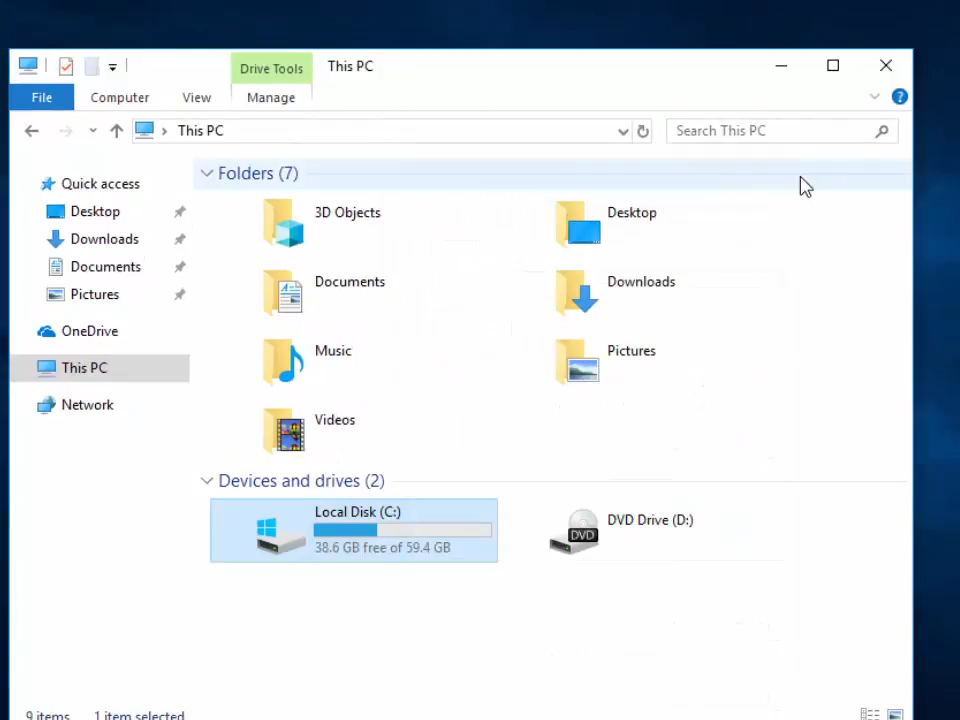 Drive Tools
This PC
File
Computer
View
Manage
This PC
Search This PC
Quick access
Desktop
Downloads
Documents
Pictures
OneDrive
This PC
Network
Folders (7)
3D Objects
Desktop
Documents
Downloads
Music
Pictures
Videos
Devices and drives (2)
Local Disk (C:)
38.6 GB free of 59.4 GB
DVD Drive (D:)
DVD
9 items
1 item selected